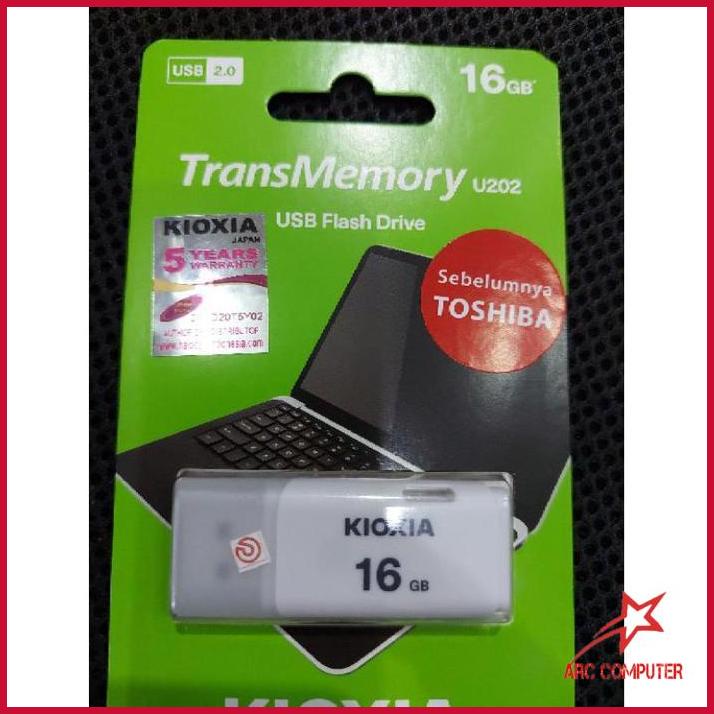 USB 2.0
16GB
TransMemory U202
USB Flash Drive
KIOXIA
JAPAN
5 YEARS
WARRANTY
Sebelumnya
TOSHIBA
KIOXIA
16 GB
ARC COMPUTER
KIOXIA